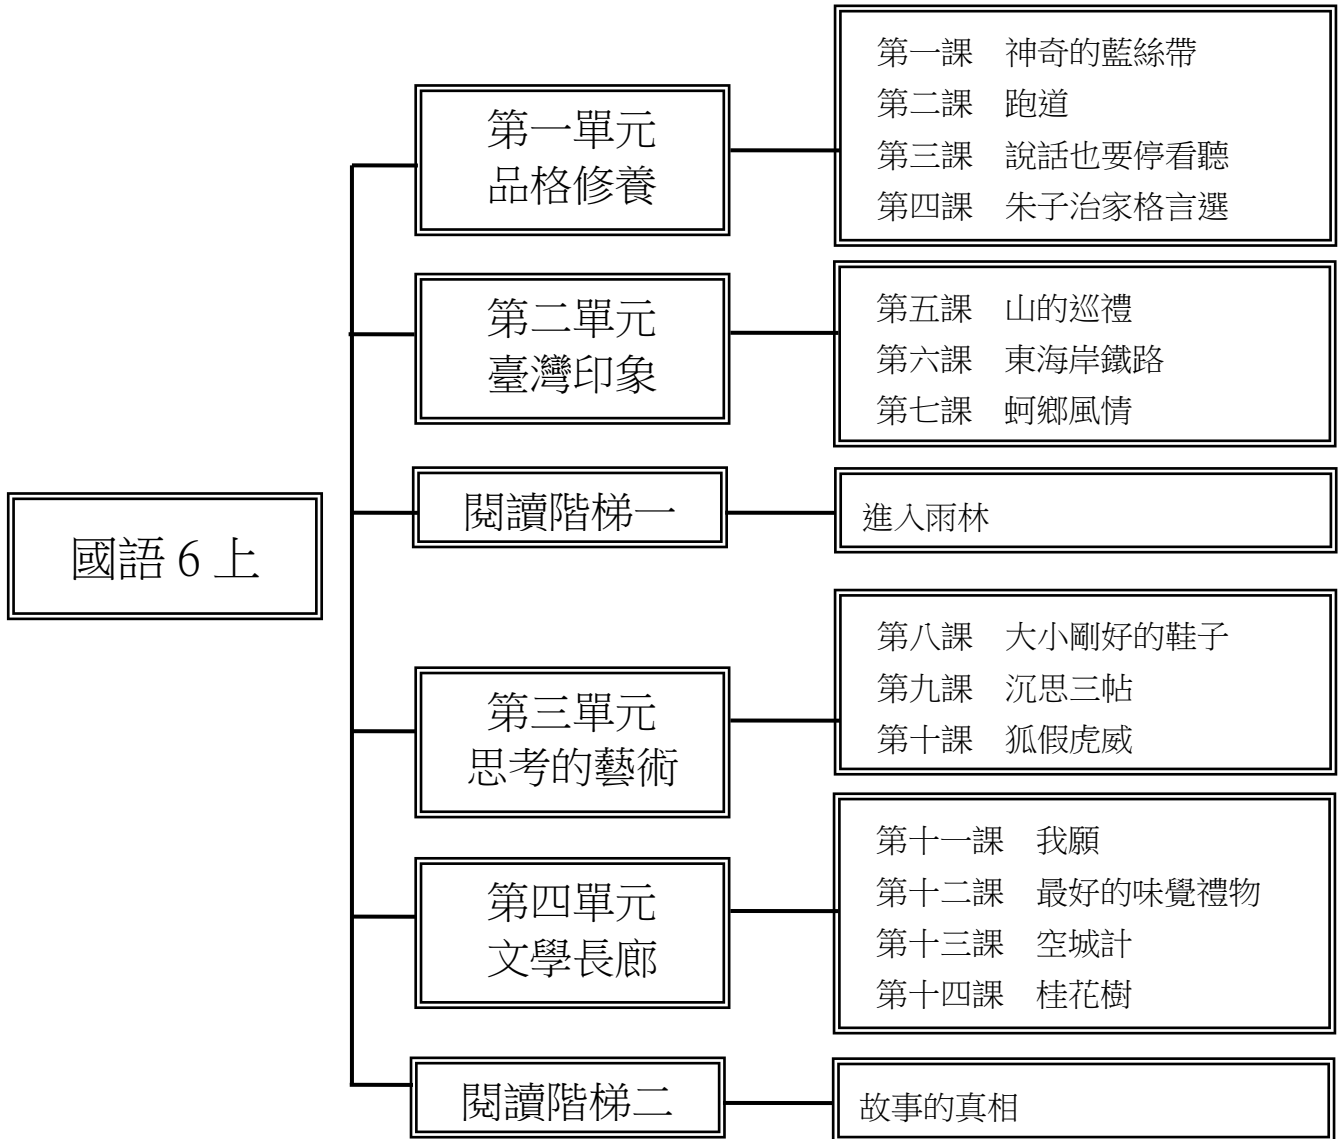 國語 6 上
第一單元
品格修養
第一課　神奇的藍絲帶
第二課　跑道
第三課　說話也要停看聽
第四課　朱子治家格言選
第二單元
臺灣印象
第五課　山的巡禮
第六課　東海岸鐵路
第七課　蚵鄉風情
閱讀階梯一
進入雨林
第三單元
思考的藝術
第八課　大小剛好的鞋子
第九課　沉思三帖
第十課　狐假虎威
第四單元
文學長廊
第十一課　我願
第十二課　最好的味覺禮物
第十三課　空城計
第十四課　桂花樹
閱讀階梯二
故事的真相